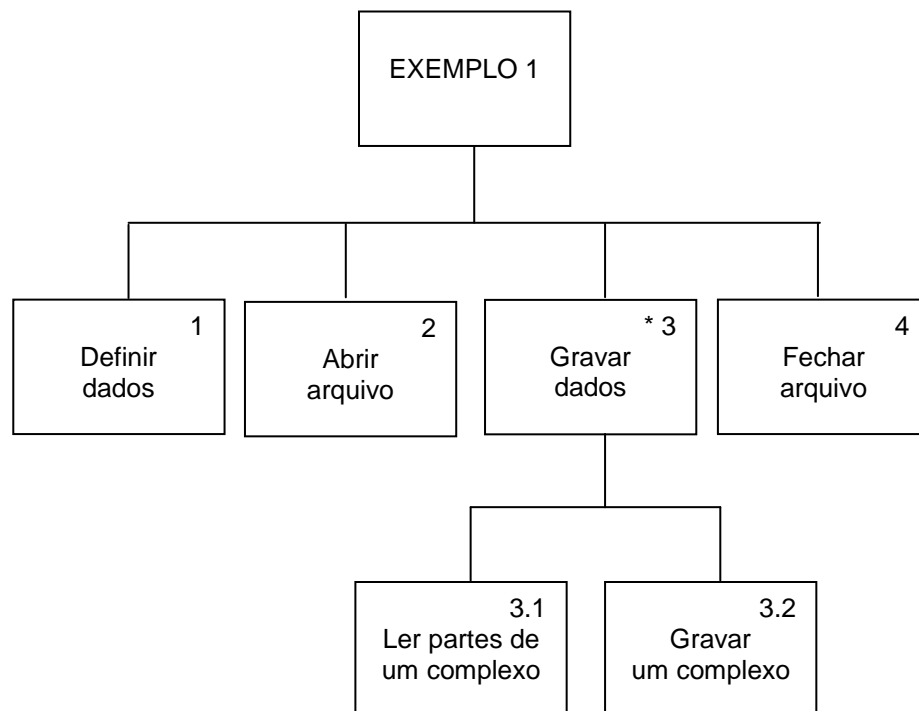 EXEMPLO 1
1
Definir
dados
2
Abrir
arquivo
* 3
Gravar
dados
4
Fechar
arquivo
3.1
Ler partes de
um complexo
3.2
Gravar
um complexo